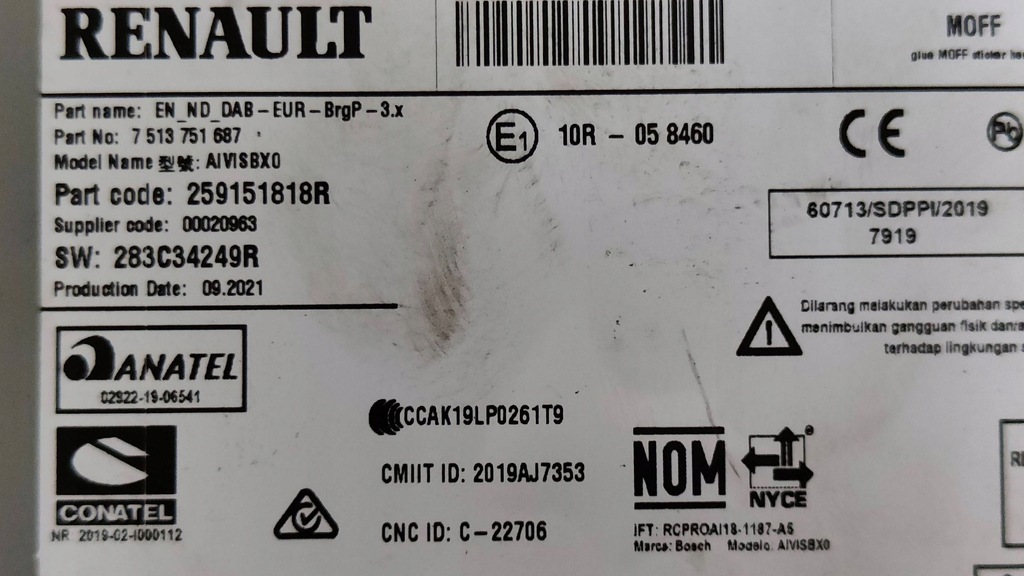 RENAULT
MOFF
glue MOFF sticker
Part name: EN_ND_DAB-EUR-BrgP-3.x
Part No: 7 513 751 687
Model Name 型號: AIVISBX0
Part code: 259151818R
Supplier code: 00020963
SW: 283C34249R
Production Date: 09.2021
E1
10R - 05 8460
CE
Pb
60713/SDPPI/2019
7919
Dilarang melakukan perubahan
menimbulkan gangguan fisik
terhadap lingkungan
ANATEL
02922-19-06541
CONATEL
NR 2019-02-I000112
CCAK19LP0261T9
CMIIT ID: 2019AJ7353
CNC ID: C-22706
NOM
NYCE
IFT: RCPROAI18-1187-A6
Marca: Bosch Modelo: AIVISBX0